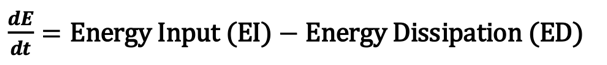 dE/dt = Energy Input (EI) − Energy Dissipation (ED)